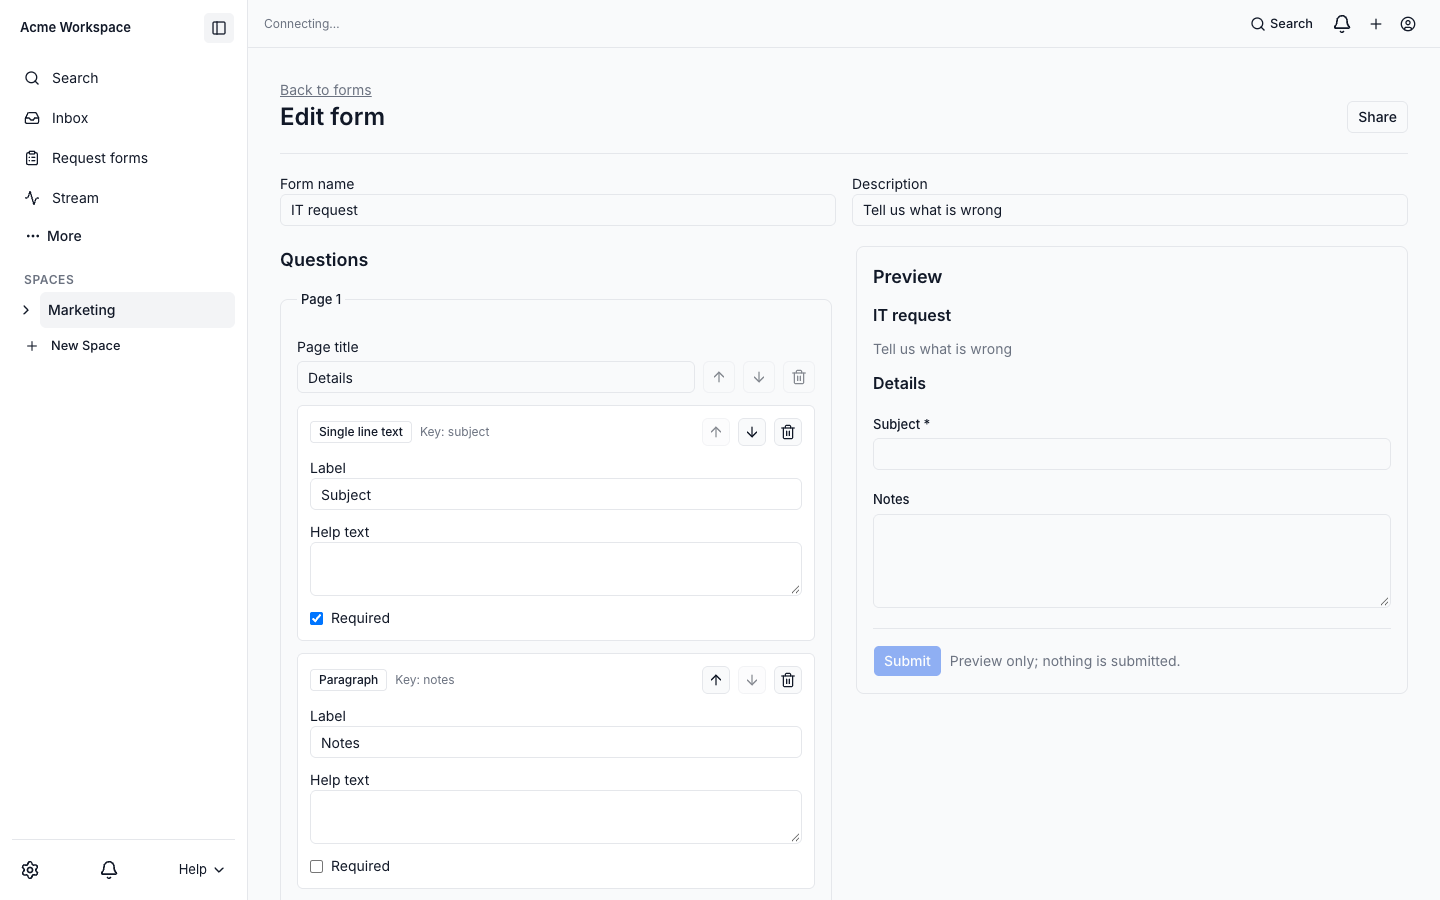 Acme Workspace
Search
Inbox
Request forms
Stream
More
SPACES
Marketing
New Space
Help
Connecting...
Search
Back to forms
Edit form
Share
Form name
IT request
Description
Tell us what is wrong
Questions
Page 1
Page title
Details
Single line text
Key: subject
Label
Subject
Help text
Required
Paragraph
Key: notes
Label
Notes
Help text
Required
Preview
IT request
Tell us what is wrong
Details
Subject *
Notes
Submit
Preview only; nothing is submitted.